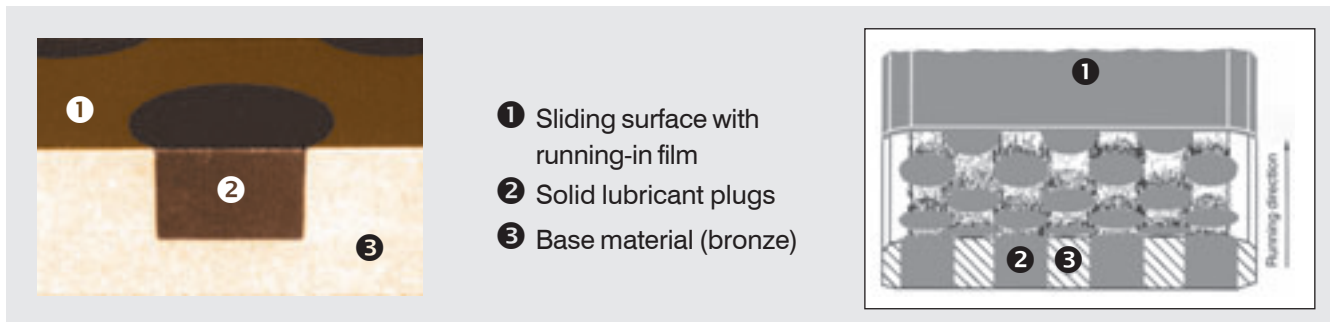 ❶
❷
❸
❶ Sliding surface with
running-in film
❷ Solid lubricant plugs
❸ Base material (bronze)
❶
❷ ❸
Running direction